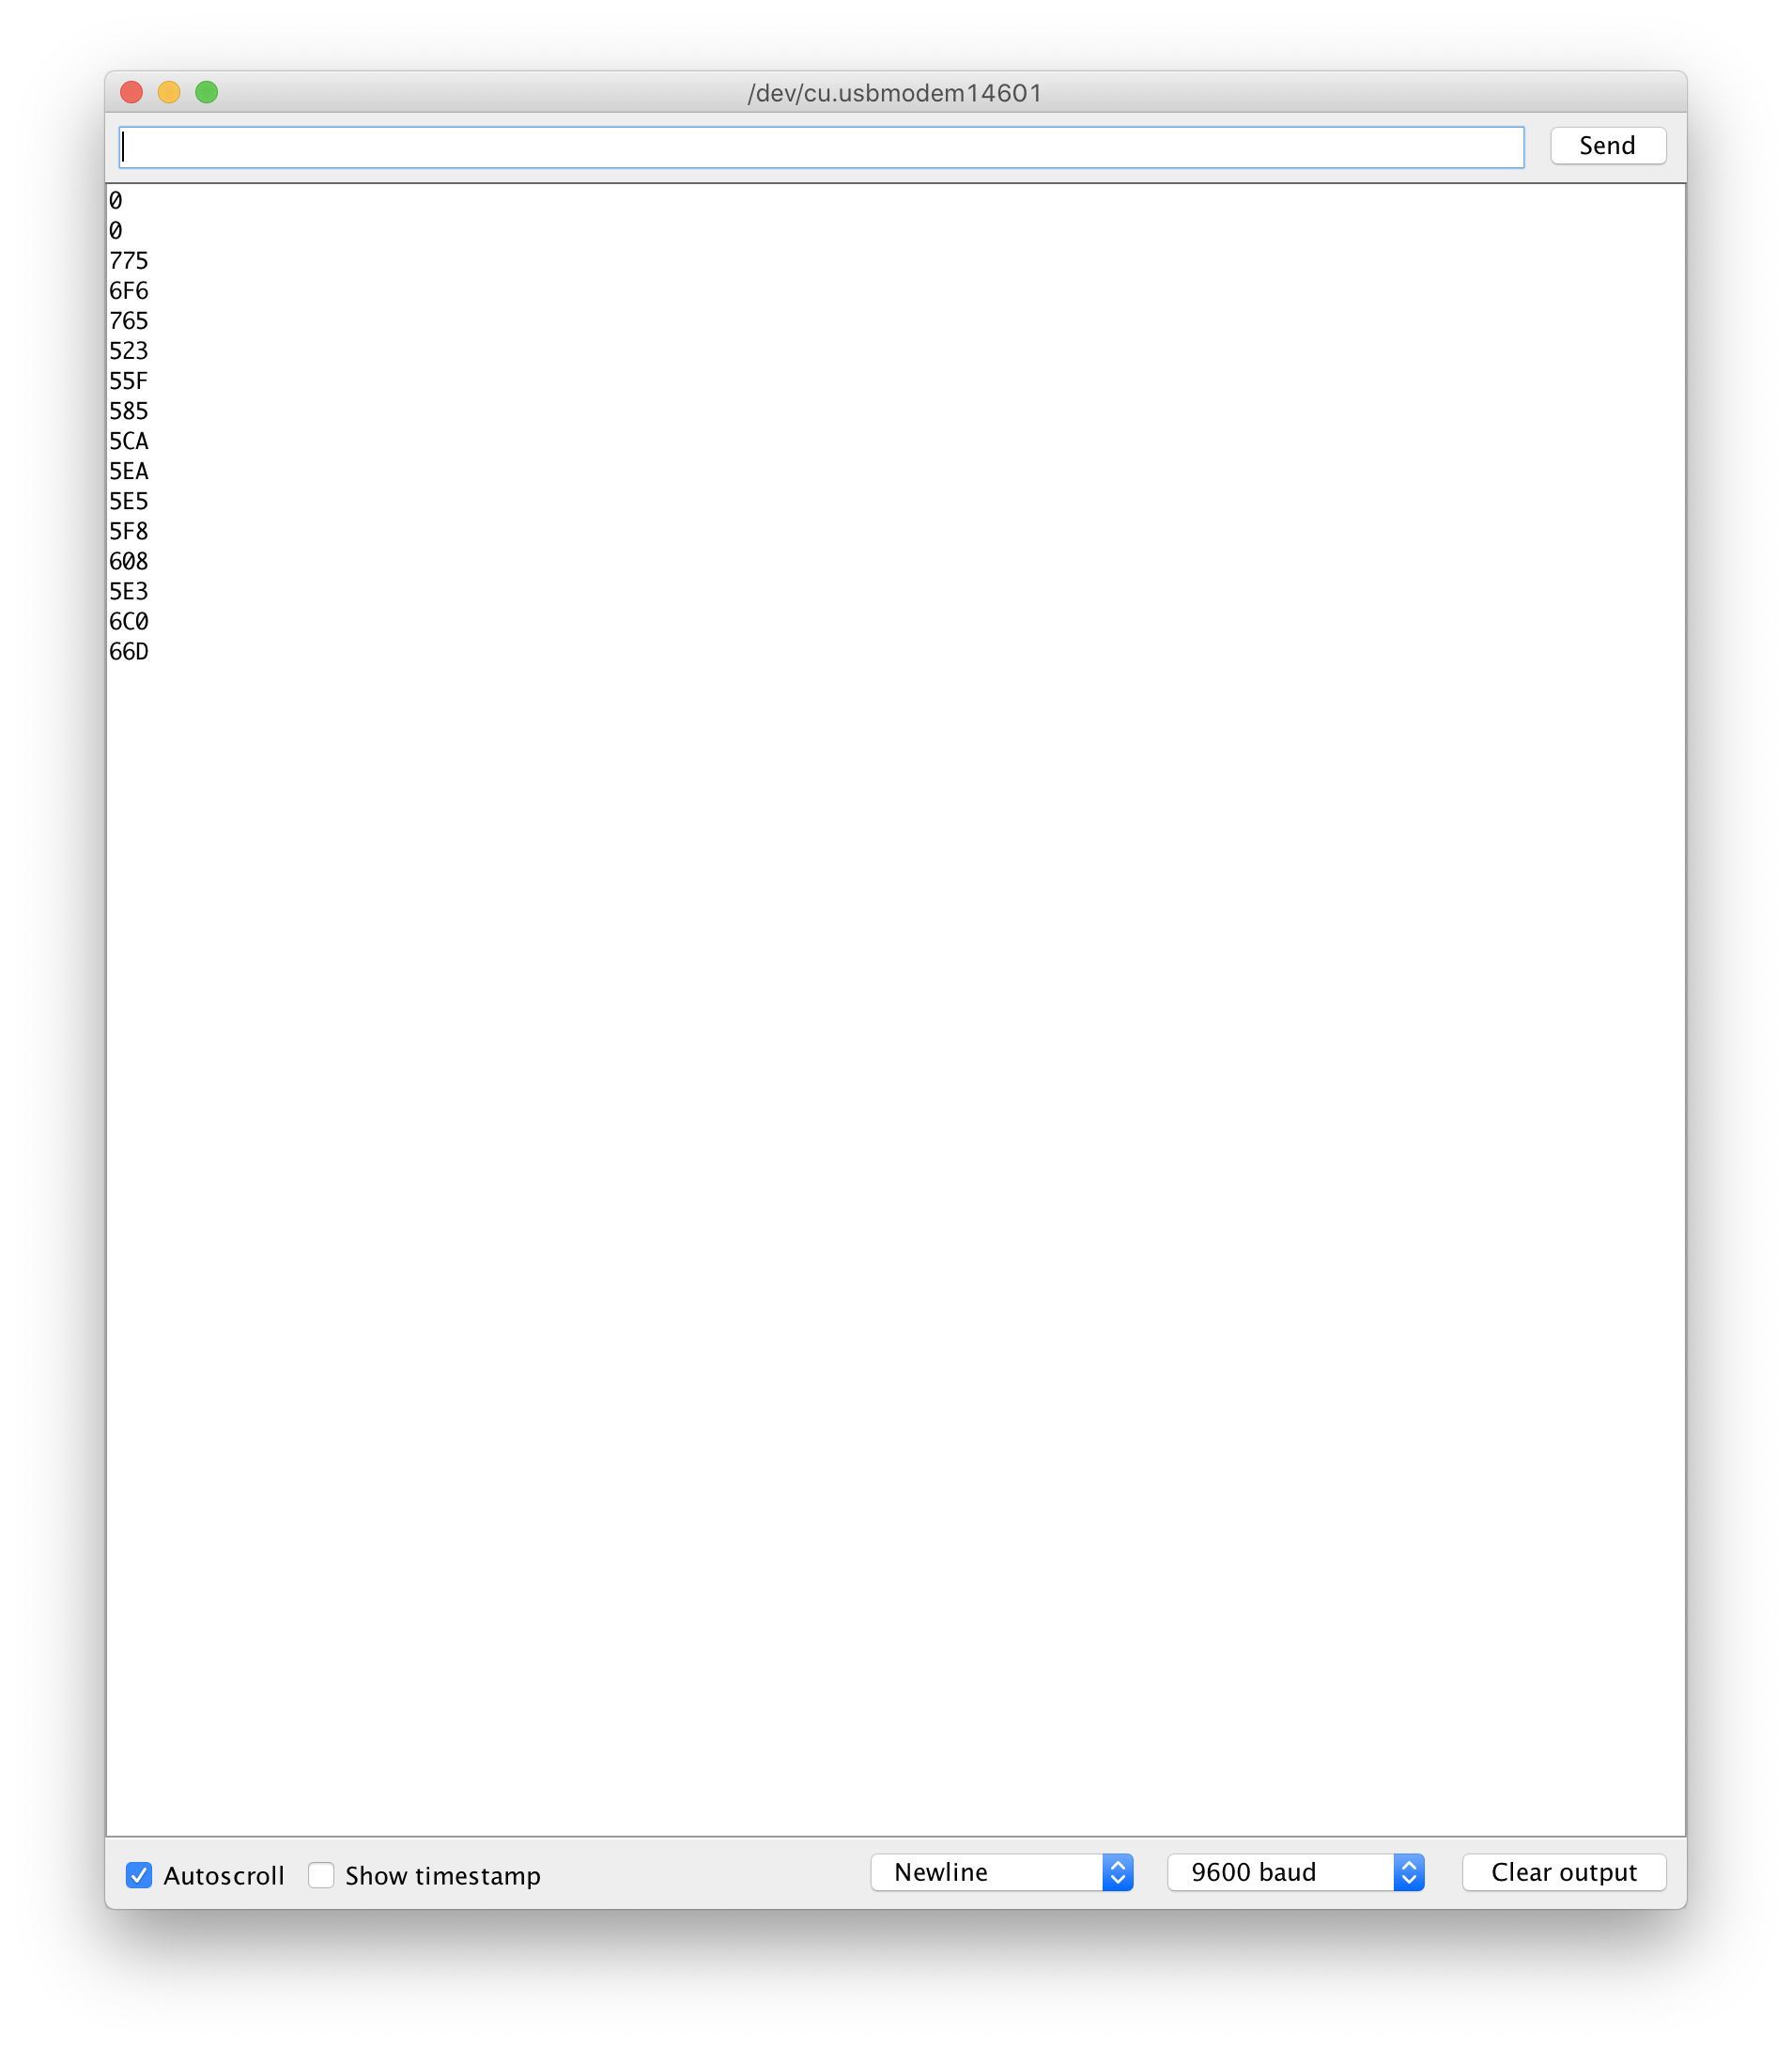 /dev/cu.usbmodem14601
Send
0
0
775
6F6
765
523
55F
585
5CA
5EA
5E5
5F8
608
5E3
6C0
66D
Autoscroll Show timestamp Newline 9600 baud Clear output